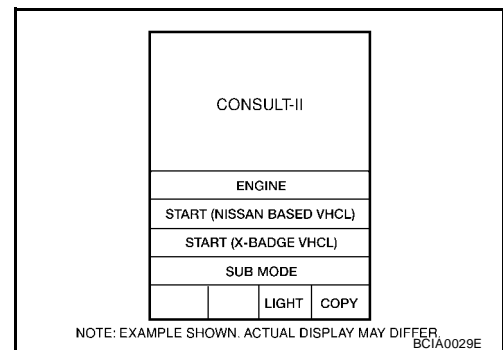 CONSULT-II
ENGINE
START (NISSAN BASED VHCL)
START (X-BADGE VHCL)
SUB MODE
LIGHT COPY
NOTE: EXAMPLE SHOWN. ACTUAL DISPLAY MAY DIFFER.
BCIA0029E